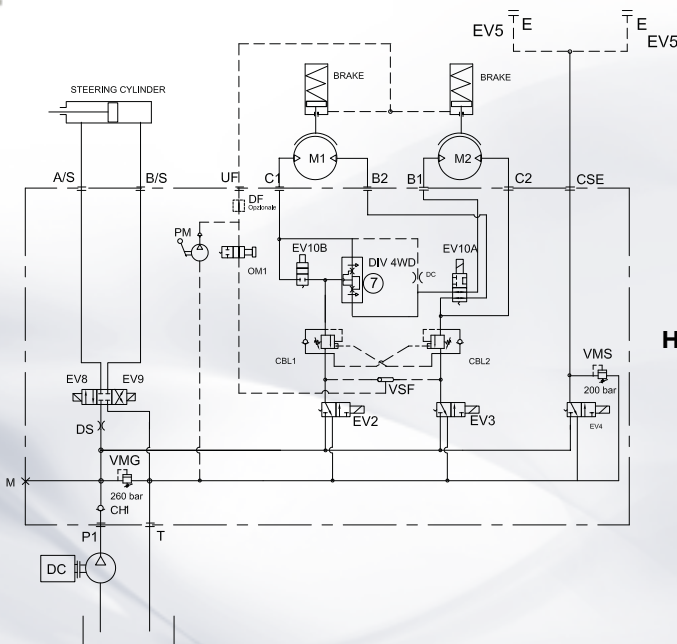 EV5 E E
EV5
STEERING CYLINDER
BRAKE BRAKE
M1 M2
A/S B/S UF C1 B2 B1 C2 CSE
DF
Opzionale
PM
OM1
EV10B DIV 4WD EV10A
7
DC
CBL1 CBL2
VSF
VMS
200 bar
EV8 EV9
EV2 EV3 EV4
DS
VMG
M
260 bar
CH1
P1 T
DC
H